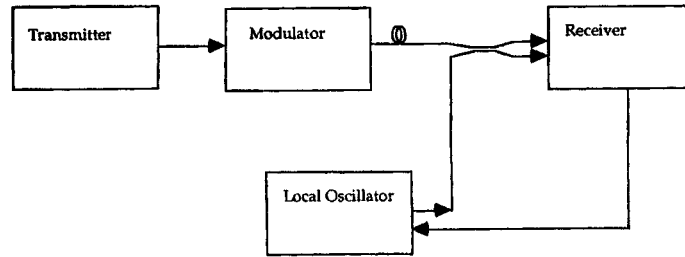 Transmitter
Modulator
Receiver
Local Oscillator